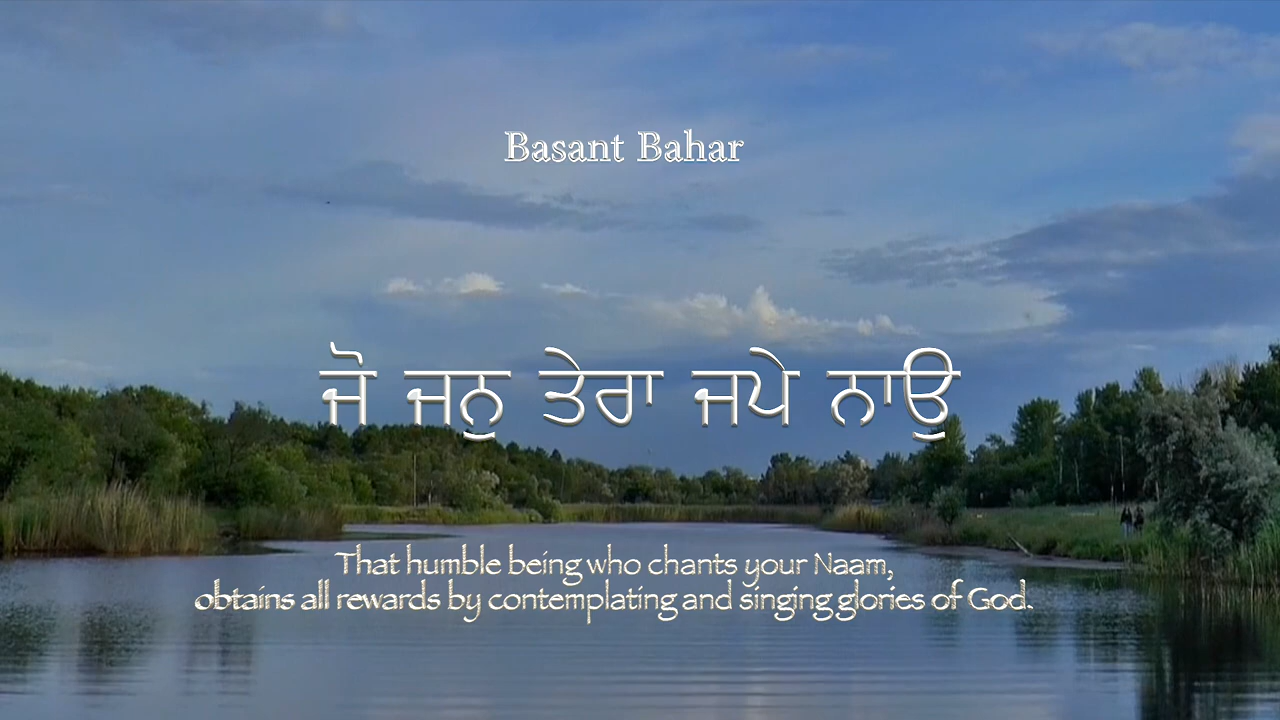 Basant Bahar
ਜੋ ਜਨੁ ਤੇਰਾ ਜਪੇ ਨਾਉ
That humble being who chants your Naam,
obtains all rewards by contemplating and singing glories of God.